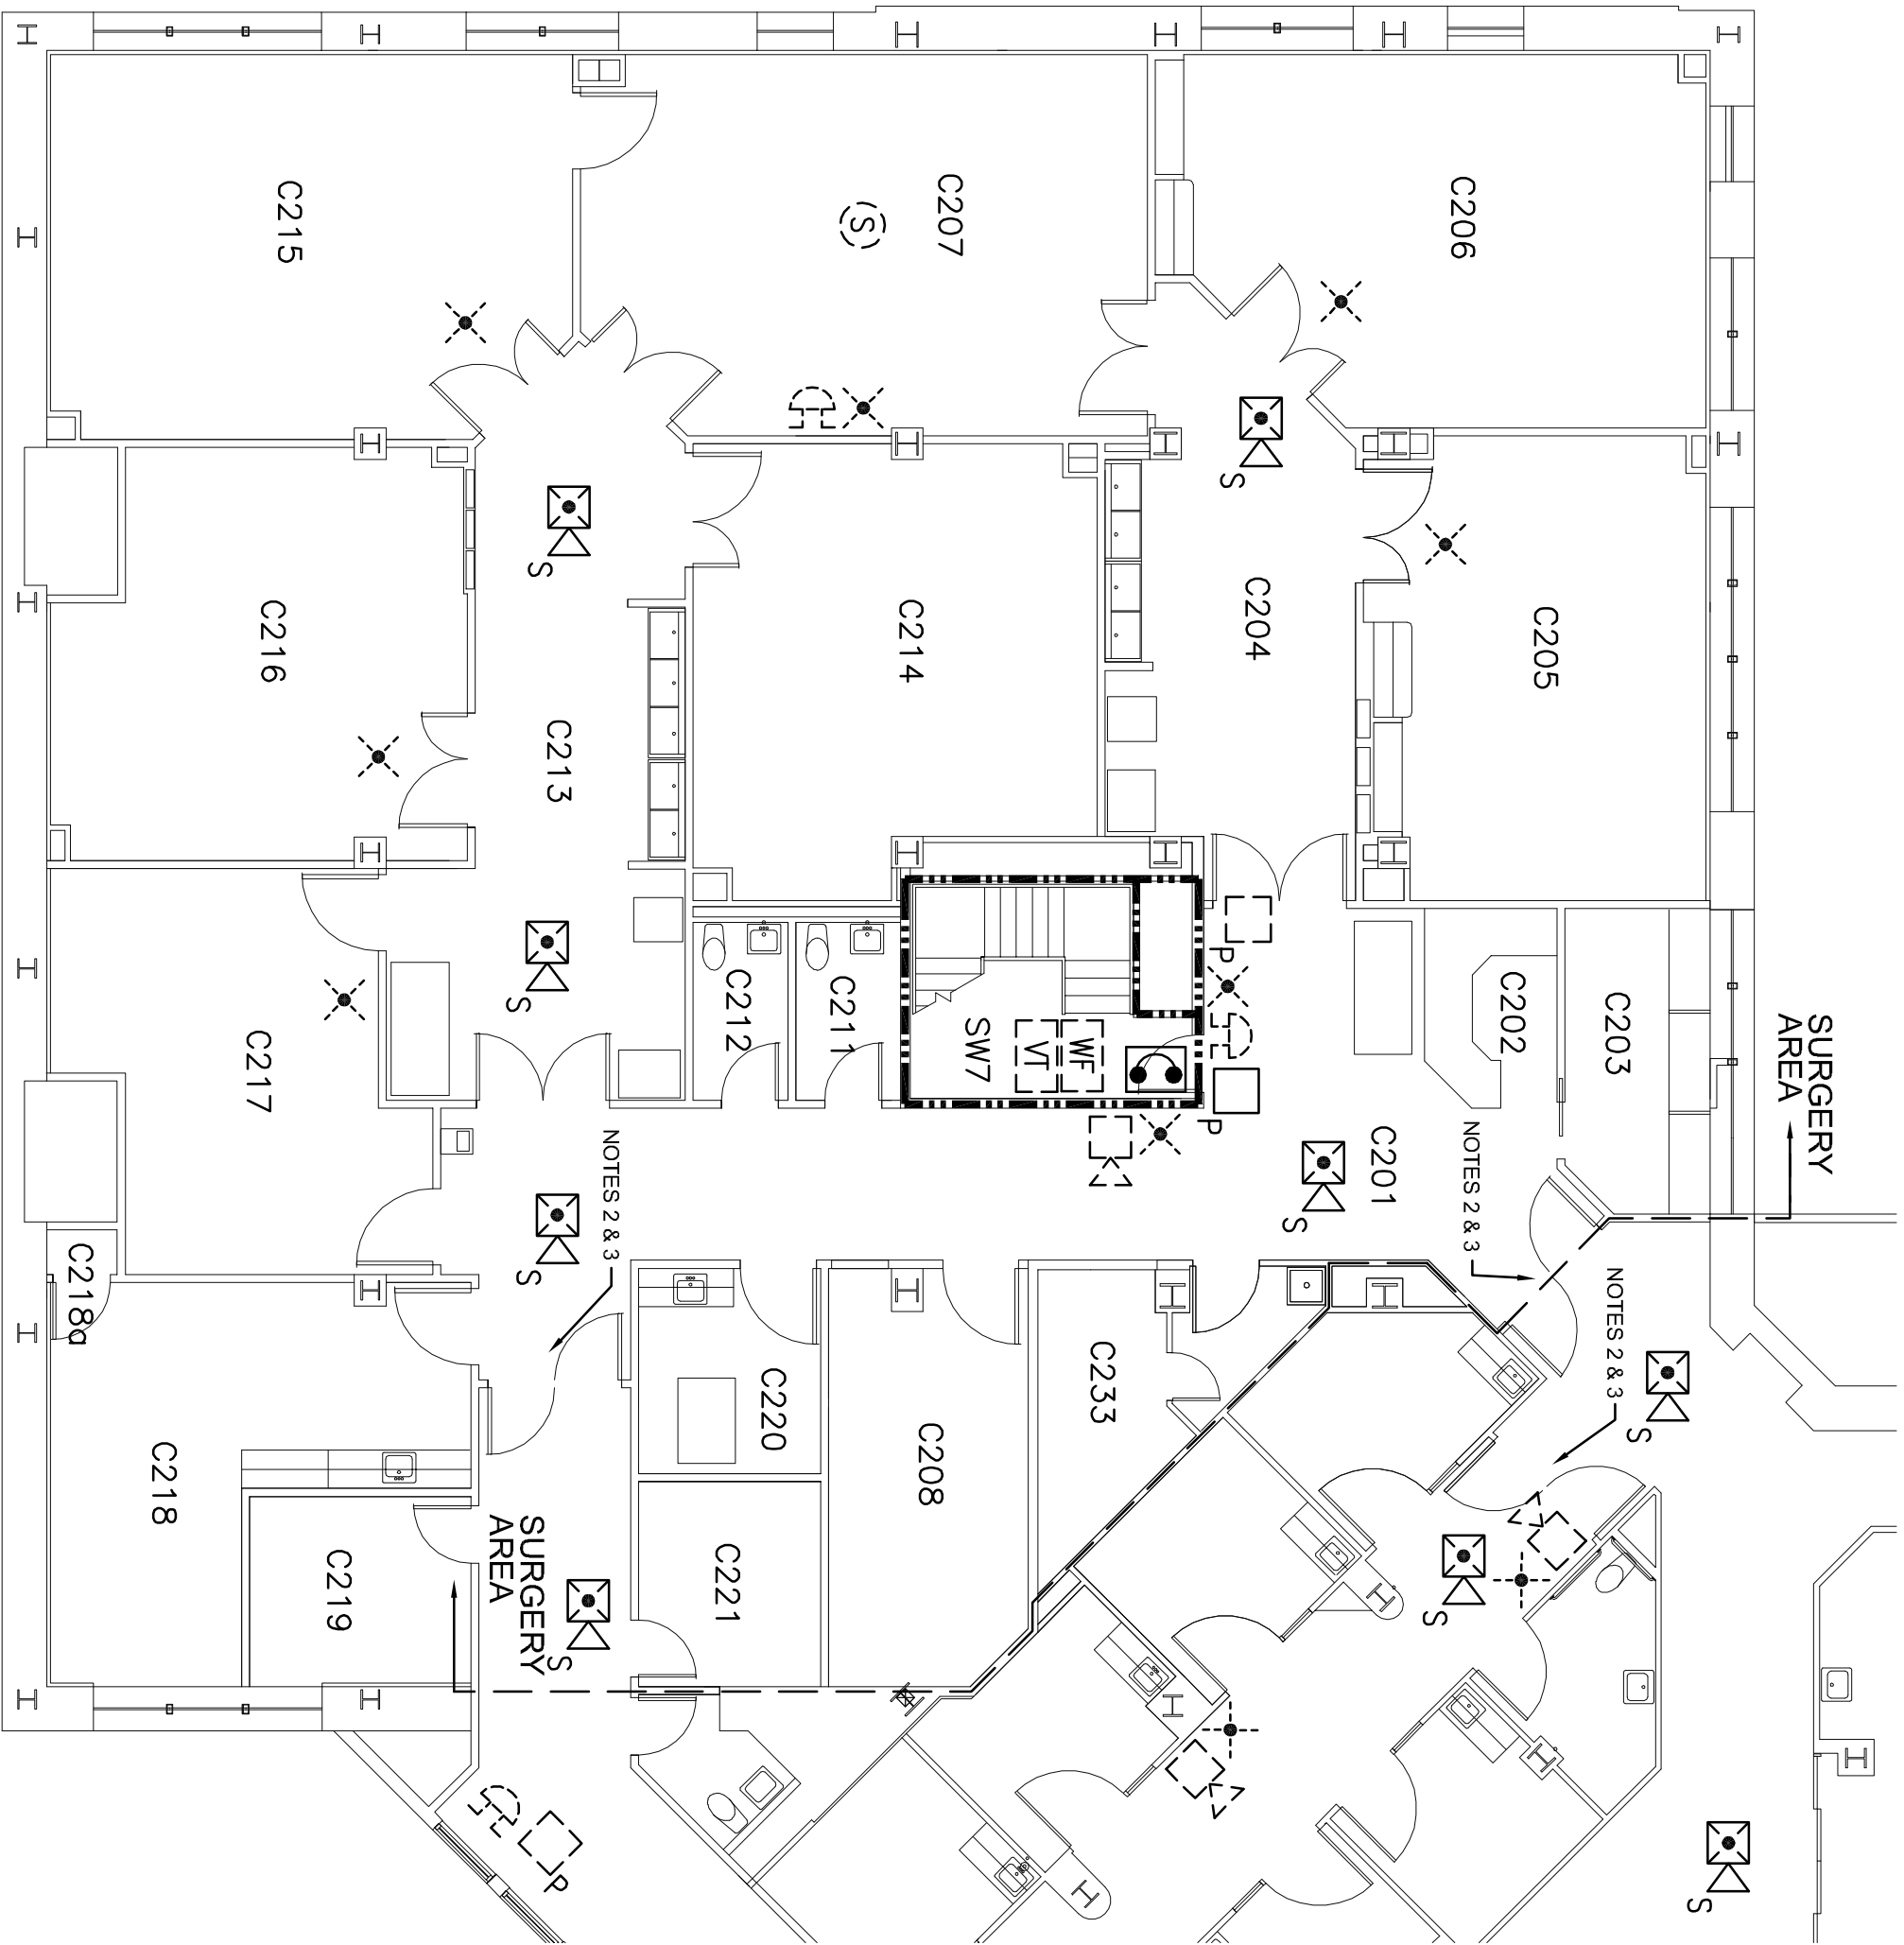 C215
C207
S
C206
S
S
C216
C213
C214
C204
C205
P
S
C217
C212
C211
SW7
VT
WF
C202
C203
SURGERY
AREA
P
C201
NOTES 2 & 3
NOTES 2 & 3
S
S
C218a
NOTES 2 & 3
C233
C220
C208
S
C218
C219
SURGERY
AREA
S
C221
S
P
S